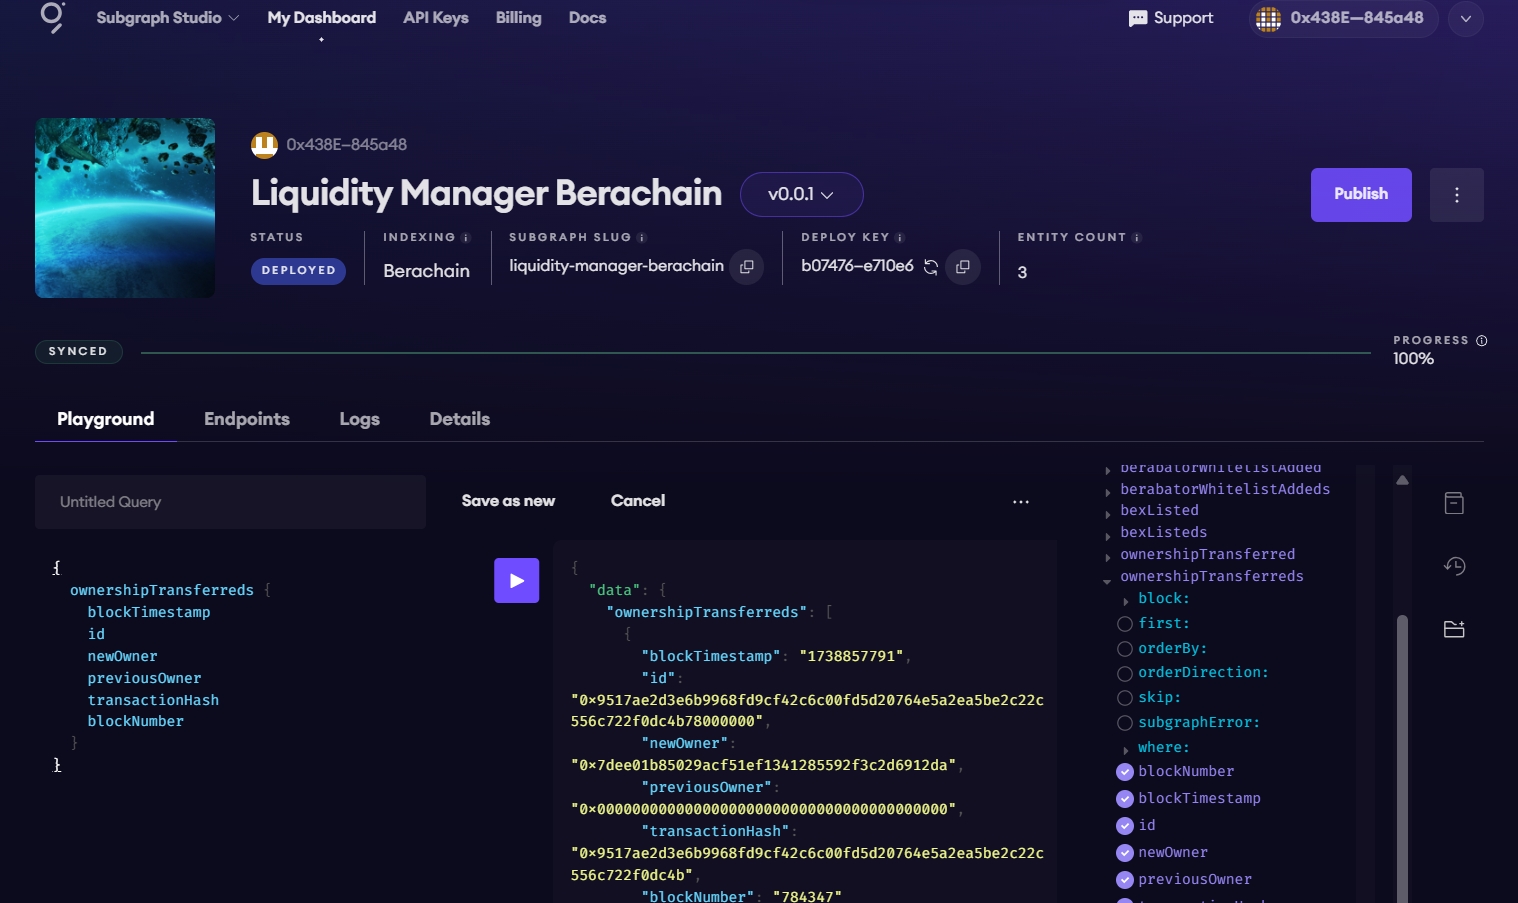 Subgraph Studio My Dashboard API Keys Billing Docs Support 0x438E–845a48
0x438E–845a48
Liquidity Manager Berachain v0.0.1 Publish
STATUS INDEXING SUBGRAPH SLUG DEPLOY KEY ENTITY COUNT
DEPLOYED Berachain liquidity-manager-berachain b07476–e710e6 3
SYNCED PROGRESS
100%
Playground Endpoints Logs Details
Untitled Query Save as new Cancel
{
ownershipTransferreds {
blockTimestamp
id
newOwner
previousOwner
transactionHash
blockNumber
}
}
{
"data": {
"ownershipTransferreds": [
{
"blockTimestamp": "1738857791",
"id":
"0x9517ae2d3e6b9968fd9cf42c6c00fd5d20764e5a2ea5be2c22c
556c722f0dc4b78000000",
"newOwner":
"0x7dee01b85029acf51ef1341285592f3c2d6912da",
"previousOwner":
"0x0000000000000000000000000000000000000000",
"transactionHash":
"0x9517ae2d3e6b9968fd9cf42c6c00fd5d20764e5a2ea5be2c22c
556c722f0dc4b",
"blockNumber": "784347"
berabatorWhitelistAdded
berabatorWhitelistAddeds
bexListed
bexListeds
ownershipTransferred
ownershipTransferreds
block:
first:
orderBy:
orderDirection:
skip:
subgraphError:
where:
blockNumber
blockTimestamp
id
newOwner
previousOwner